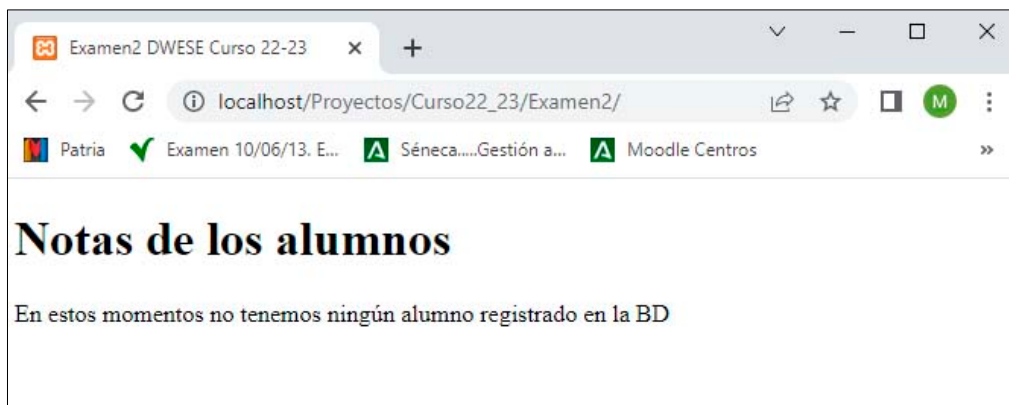 Examen2 DWESE Curso 22-23
localhost/Proyectos/Curso22_23/Examen2/
M
Patria Examen 10/06/13. E... Séneca.....Gestión a... Moodle Centros »
Notas de los alumnos
En estos momentos no tenemos ningún alumno registrado en la BD